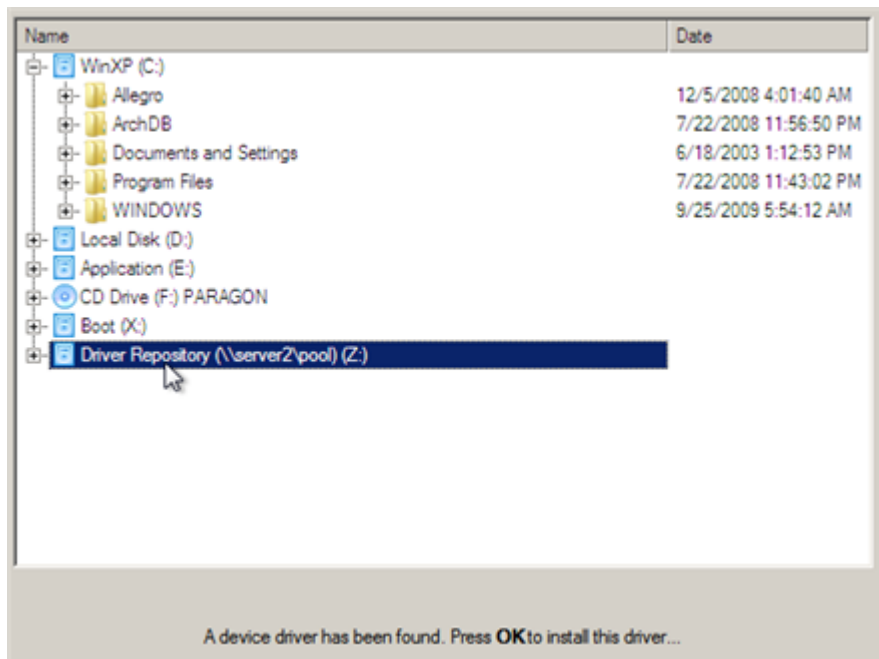 Name Date
WinXP (C:)
Allegro 12/5/2008 4:01:40 AM
ArchDB 7/22/2008 11:56:50 PM
Documents and Settings 6/18/2003 1:12:53 PM
Program Files 7/22/2008 11:43:02 PM
WINDOWS 9/25/2009 5:54:12 AM
Local Disk (D:)
Application (E:)
CD Drive (F:) PARAGON
Boot (X:)
Driver Repository (\\server2\pool) (Z:)
A device driver has been found. Press OK to install this driver...